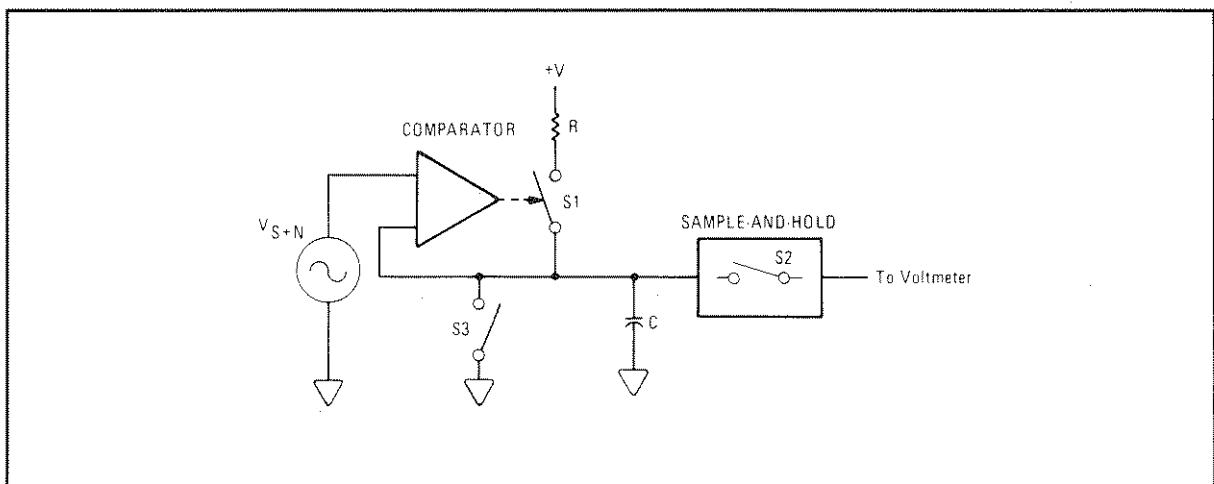 +V
R
COMPARATOR
S1
V S+N
SAMPLE-AND-HOLD
S2
To Voltmeter
S3
C